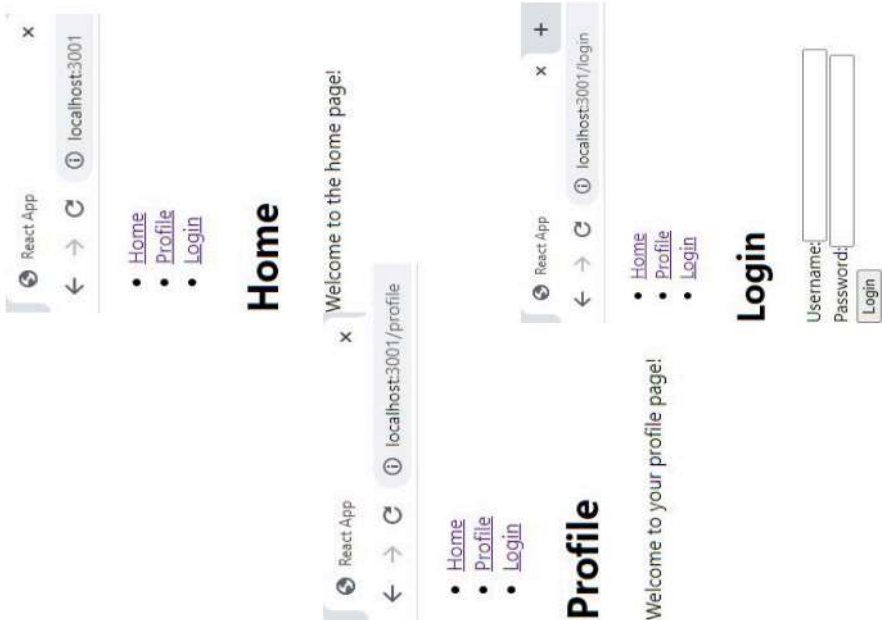 React App
localhost:3001
Home
Profile
Login
Home
Welcome to the home page!
React App
localhost:3001/profile
Home
Profile
Login
Profile
Welcome to your profile page!
React App
localhost:3001/login
Home
Profile
Login
Login
Username:
Password:
Login